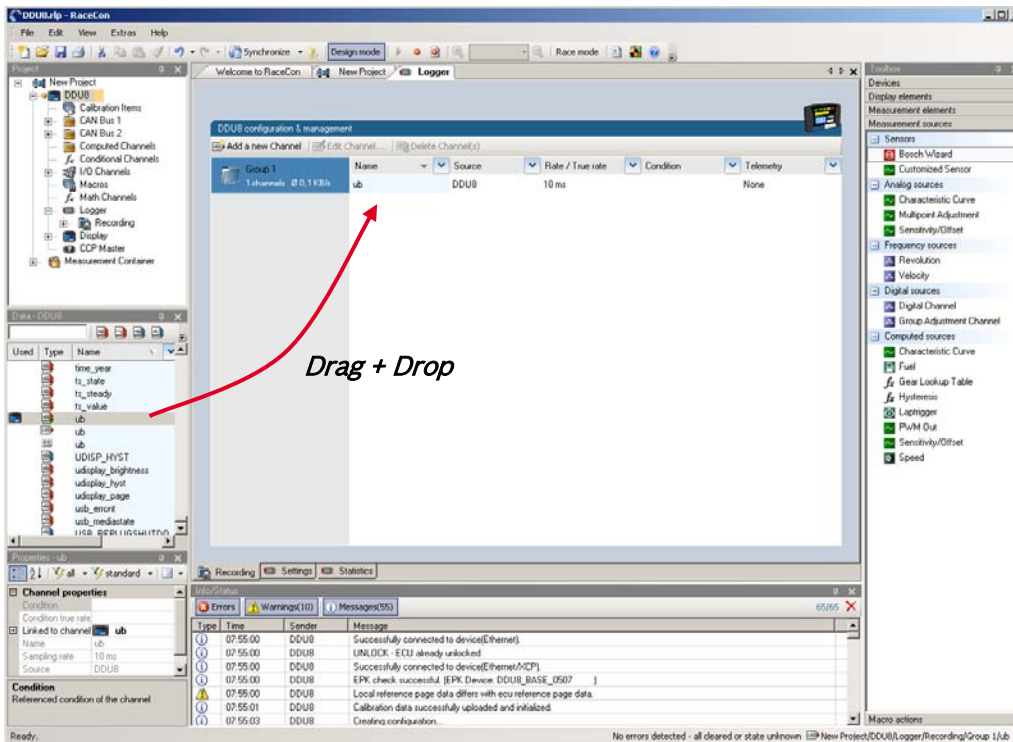 DDU8.rlp - RaceCon
File Edit View Extras Help
Synchronize Design mode Race mode
Project
New Project
DDU8
Calibration Items
CAN Bus 1
CAN Bus 2
Computed Channels
Conditional Channels
I/O Channels
Macros
Math Channels
Logger
Recording
Display
CCP Master
Measurement Container
Data - DDU8
Used Type Name
time_year
ts_state
ts_steady
ts_value
ub
ub
ub
UDISP_HYST
udisplay_brightness
udisplay_hyst
udisplay_page
usb_errcnt
usb_mediastate
USB_REPLUGSHUTDO
Properties - ub
all standard
Channel properties
Condition
Condition true rate
Linked to channel ub
Name ub
Sampling rate 10 ms
Source DDU8
Condition
Referenced condition of the channel
Ready.
Welcome to RaceCon New Project Logger
DDU8 configuration & management
Add a new Channel Edit Channel... Delete Channel(s)
Group 1
1 channels Ø 0,1 KB/s
Name Source Rate / True rate Condition Telemetry
ub DDU8 10 ms None
Drag + Drop
Recording Settings Statistics
Info/Status
Errors Warnings(10) Messages(55) 65/65
Type Time Sender Message
07:55:00 DDU8 Successfully connected to device(Ethernet).
07:55:00 DDU8 UNLOCK - ECU already unlocked
07:55:00 DDU8 Successfully connected to device(Ethernet/XCP).
07:55:00 DDU8 EPK check successful. [EPK Device: DDU8_BASE_0507 ]
07:55:00 DDU8 Local reference page data differs with ecu reference page data.
07:55:01 DDU8 Calibration data successfully uploaded and initialized.
07:55:03 DDU8 Creating configuration...
No errors detected - all cleared or state unknown New Project/DDU8/Logger/Recording/Group 1/ub
Toolbox
Devices
Display elements
Measurement elements
Measurement sources
Sensors
Bosch Wizard
Customized Sensor
Analog sources
Characteristic Curve
Multipoint Adjustment
Sensitivity/Offset
Frequency sources
Revolution
Velocity
Digital sources
Digital Channel
Group Adjustment Channel
Computed sources
Characteristic Curve
Fuel
Gear Lookup Table
Hysteresis
Laptrigger
PWM Out
Sensitivity/Offset
Speed
Macro actions